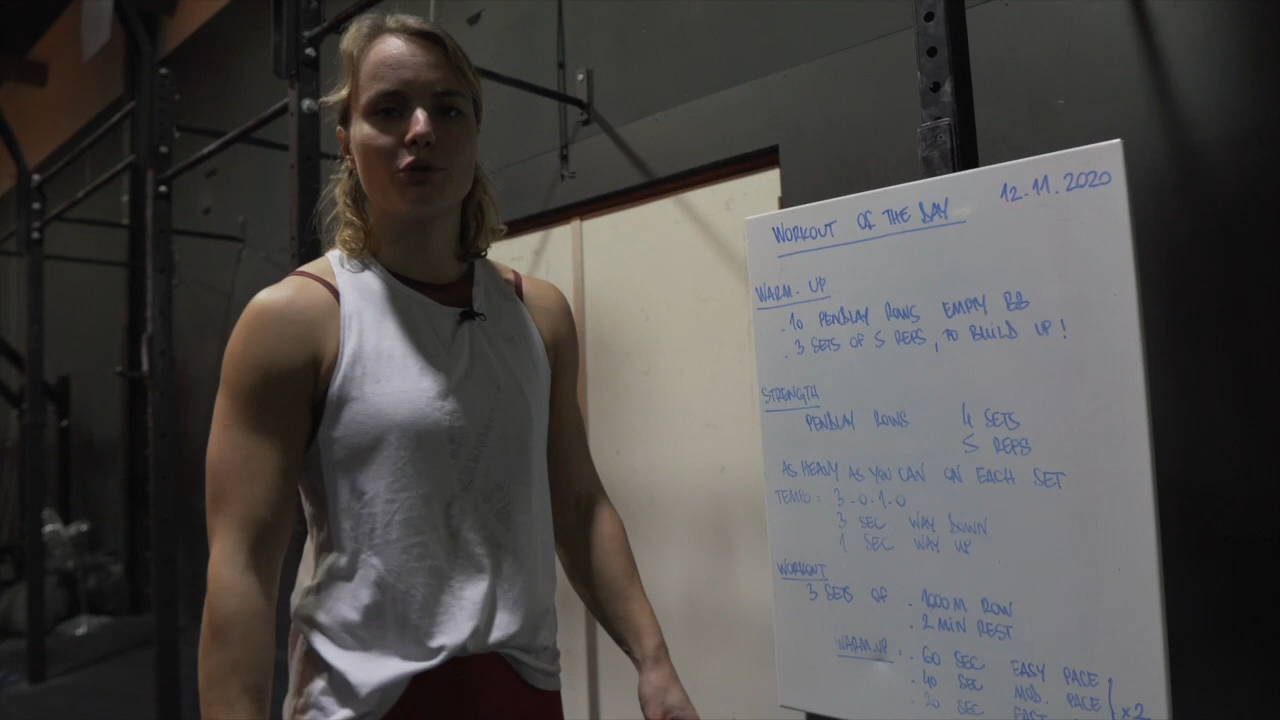 12-11.2020
WORKOUT OF THE DAY
WARM-UP
. 10 PENDLAY ROWS EMPTY BB
. 3 SETS OF 5 REPS, TO BUILD UP!
STRENGTH
PENDLAY ROWS 4 SETS
5 REPS
AS HEAVY AS YOU CAN ON EACH SET
TEMPO: 3-0-1-0
3 SEC WAY DOWN
1 SEC WAY UP
WORKOUT
3 SETS OF . 1000M ROW
. 2 MIN REST
WARM-UP: . 60 SEC EASY PACE
. 40 SEC MOD. PACE
. 20 SEC FAST
x2